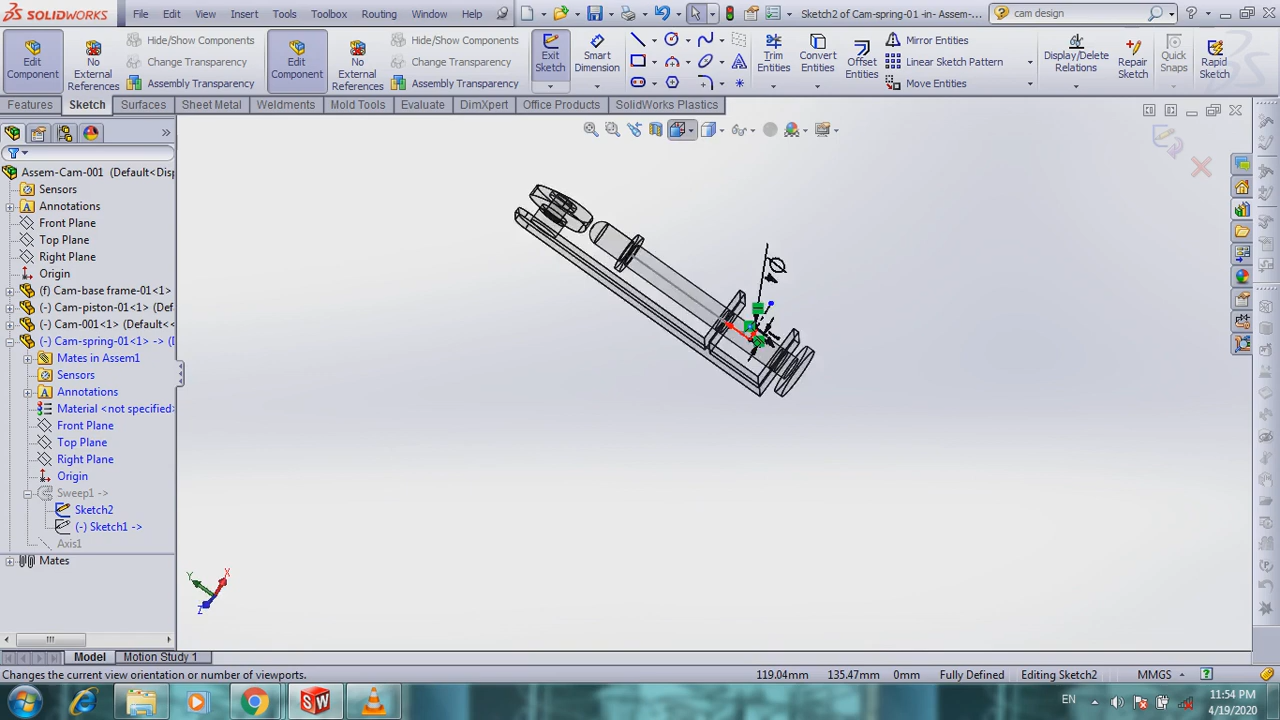 SOLIDWORKS File Edit View Insert Tools Toolbox Routing Window Help Sketch2 of Cam-spring-01 -in- Assem-... cam design
Edit Component
No External References
Hide/Show Components
Change Transparency
Assembly Transparency
Edit Component
No External References
Hide/Show Components
Change Transparency
Assembly Transparency
Exit Sketch
Smart Dimension
Trim Entities
Convert Entities
Offset Entities
Mirror Entities
Linear Sketch Pattern
Move Entities
Display/Delete Relations
Repair Sketch
Quick Snaps
Rapid Sketch
Features Sketch Surfaces Sheet Metal Weldments Mold Tools Evaluate DimXpert Office Products SolidWorks Plastics
Assem-Cam-001 (Default<Disp
Sensors
Annotations
Front Plane
Top Plane
Right Plane
Origin
(f) Cam-base frame-01<1> (
(-) Cam-piston-01<1> (Def
(-) Cam-001<1> (Default<<
(-) Cam-spring-01<1> -> (D
Mates in Assem1
Sensors
Annotations
Material <not specified>
Front Plane
Top Plane
Right Plane
Origin
Sweep1 ->
Sketch2
(-) Sketch1 ->
Axis1
Mates
Ø
Y X Z
Model Motion Study 1
Changes the current view orientation or number of viewports. 119.04mm 135.47mm 0mm Fully Defined Editing Sketch2 MMGS
EN 11:54 PM
4/19/2020